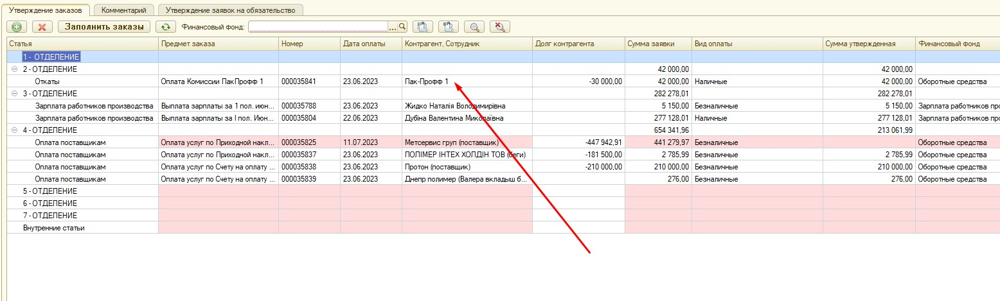 Утверждение заказов Комментарий Утверждение заявок на обязательство
Заполнить заказы Финансовый фонд: ...
Статья Предмет заказа Номер Дата оплаты Контрагент, Сотрудник Долг контрагента Сумма заявки Вид оплаты Сумма утвержденная Финансовый фонд
1 - ОТДЕЛЕНИЕ
2 - ОТДЕЛЕНИЕ 42 000,00 42 000,00
Откаты Оплата Комиссии ПакПрофф 1 000035841 23.06.2023 Пак-Профф 1 -30 000,00 42 000,00 Наличные 42 000,00 Оборотные средства
3 - ОТДЕЛЕНИЕ 282 278,01 282 278,01
Зарплата работников производства Выплата зарплаты за 1 пол. июн... 000035788 23.06.2023 Жидко Наталія Володимирівна 5 150,00 Безналичные 5 150,00 Зарплата работников про
Зарплата работников производства Выплата зарплаты за I пол. Июн... 000035804 22.06.2023 Дубіна Валентина Миколаївна 277 128,01 Наличные 277 128,01 Зарплата работников про
4 - ОТДЕЛЕНИЕ 654 341,96 213 061,99
Оплата поставщикам Оплата услуг по Приходной накл... 000035825 11.07.2023 Метсервис груп (поставщик) -447 942,91 441 279,97 Безналичные Оборотные средства
Оплата поставщикам Оплата услуг по Приходной накл... 000035837 23.06.2023 ПОЛІМЕР ІНТЕХ ХОЛДІН ТОВ (беги) -181 500,00 2 785,99 Безналичные 2 785,99 Оборотные средства
Оплата поставщикам Оплата услуг по Счету на оплату ... 000035838 23.06.2023 Протон (поставщик) -210 000,00 210 000,00 Безналичные 210 000,00 Оборотные средства
Оплата поставщикам Оплата услуг по Счету на оплату ... 000035839 23.06.2023 Днепр полимер (Валера вкладыш б... 276,00 Безналичные 276,00 Оборотные средства
5 - ОТДЕЛЕНИЕ
6 - ОТДЕЛЕНИЕ
7 - ОТДЕЛЕНИЕ
Внутренние статьи